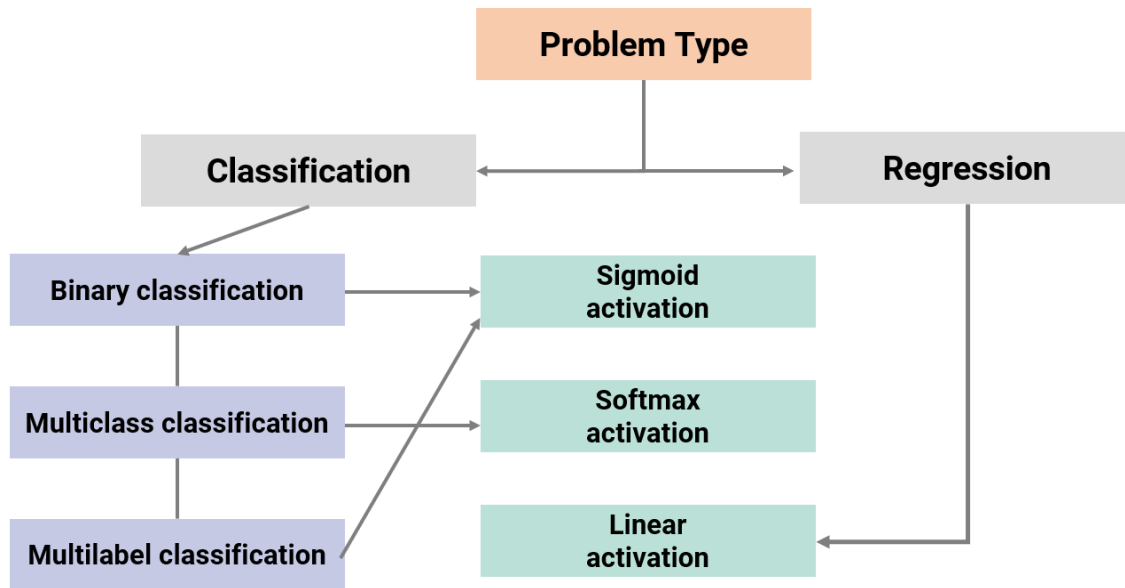 Problem Type
Classification
Regression
Binary classification
Sigmoid
activation
Multiclass classification
Softmax
activation
Multilabel classification
Linear
activation